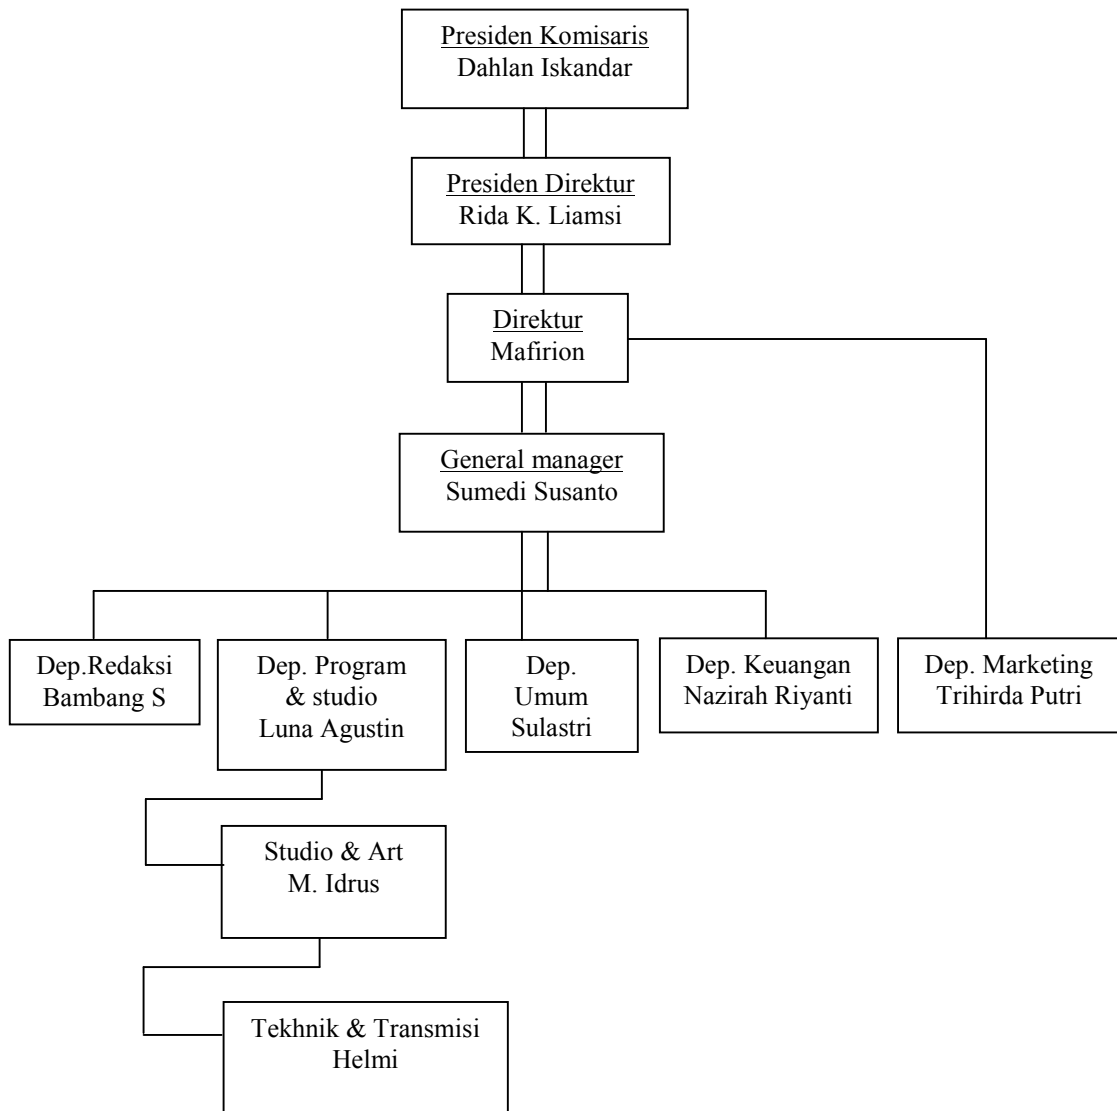 Presiden Komisaris
Dahlan Iskandar
Presiden Direktur
Rida K. Liamsi
Direktur
Mafirion
General manager
Sumedi Susanto
Dep.Redaksi
Bambang S
Dep. Program
& studio
Luna Agustin
Dep.
Umum
Sulastri
Dep. Keuangan
Nazirah Riyanti
Dep. Marketing
Trihirda Putri
Studio & Art
M. Idrus
Tekhnik & Transmisi
Helmi